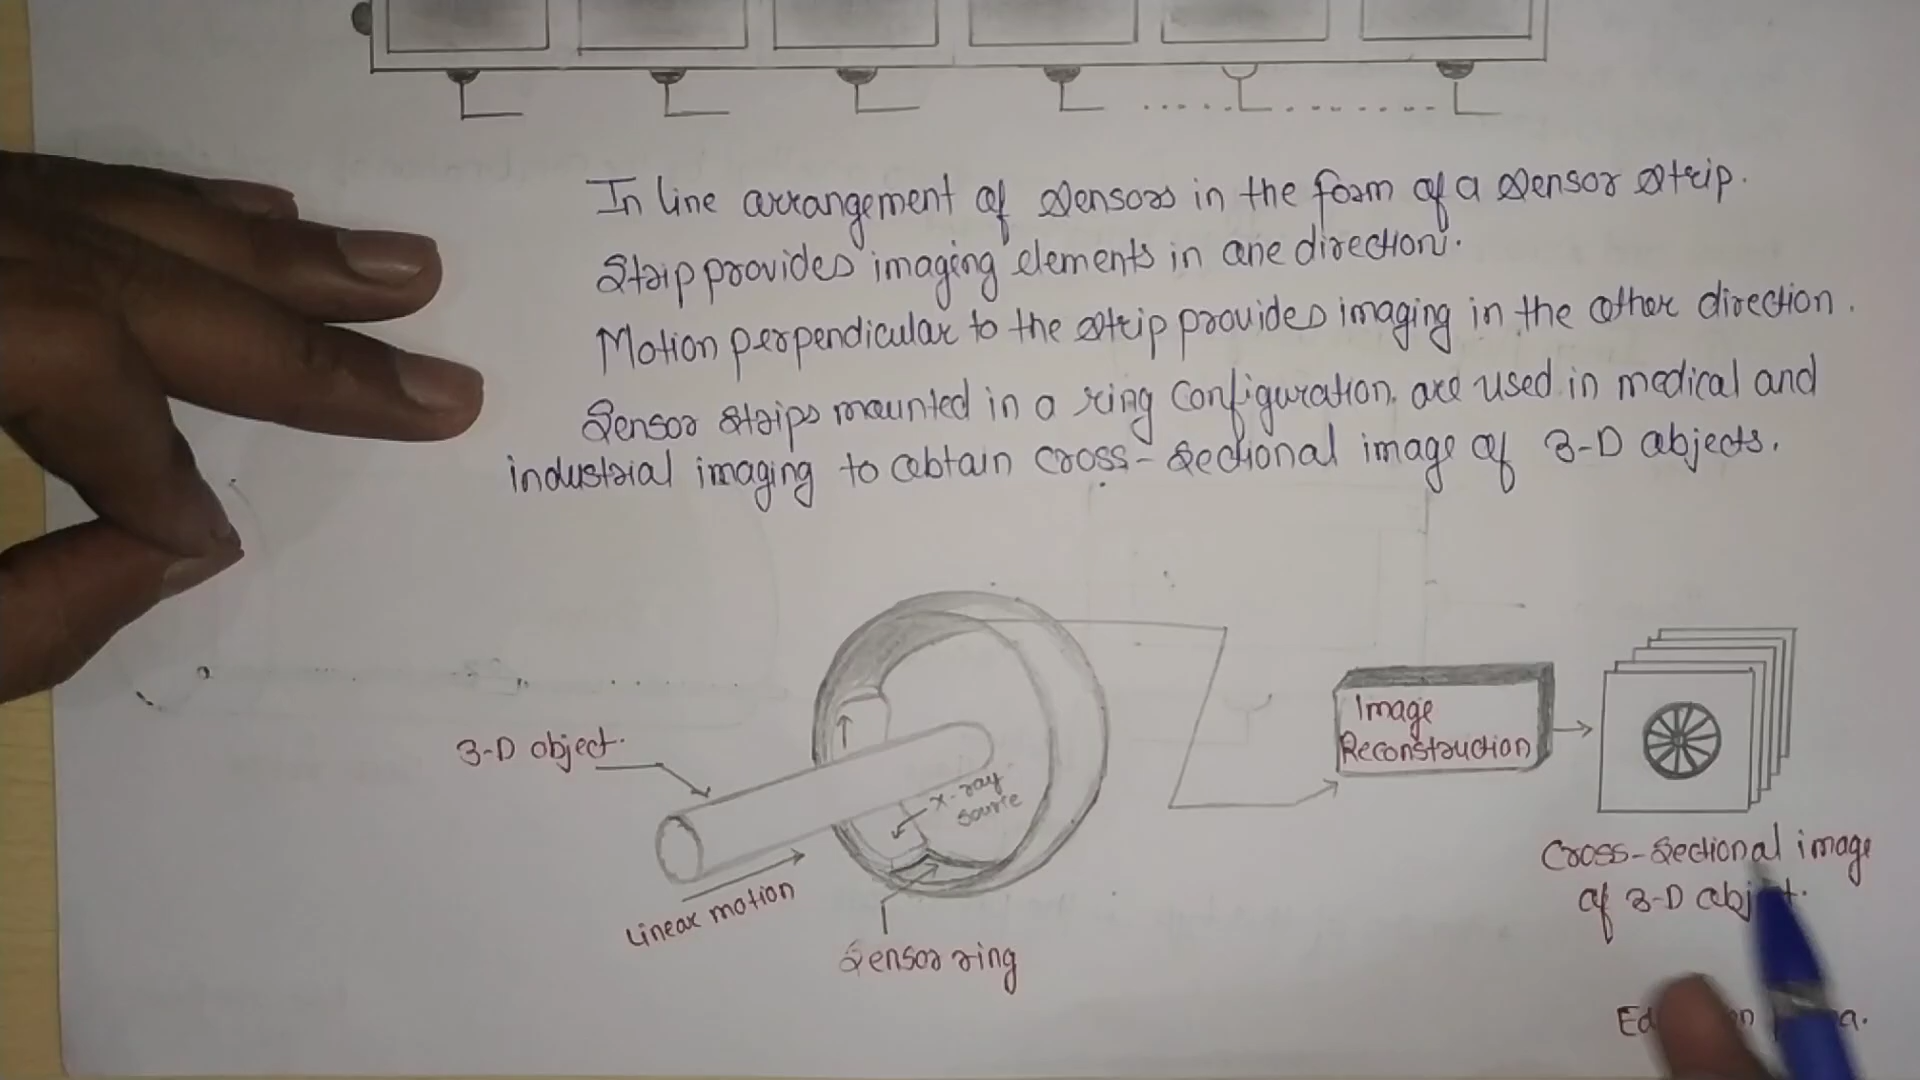 In line arrangement of sensors in the form of a sensor strip.
Strip provides imaging elements in one direction.
Motion perpendicular to the strip provides imaging in the other direction.
Sensor strips mounted in a ring configuration are used in medical and
industrial imaging to obtain cross-sectional image of 3-D objects.
3-D object.
X-ray
source
Linear motion
Sensor ring
Image
Reconstruction
Cross-sectional image
of 3-D object.